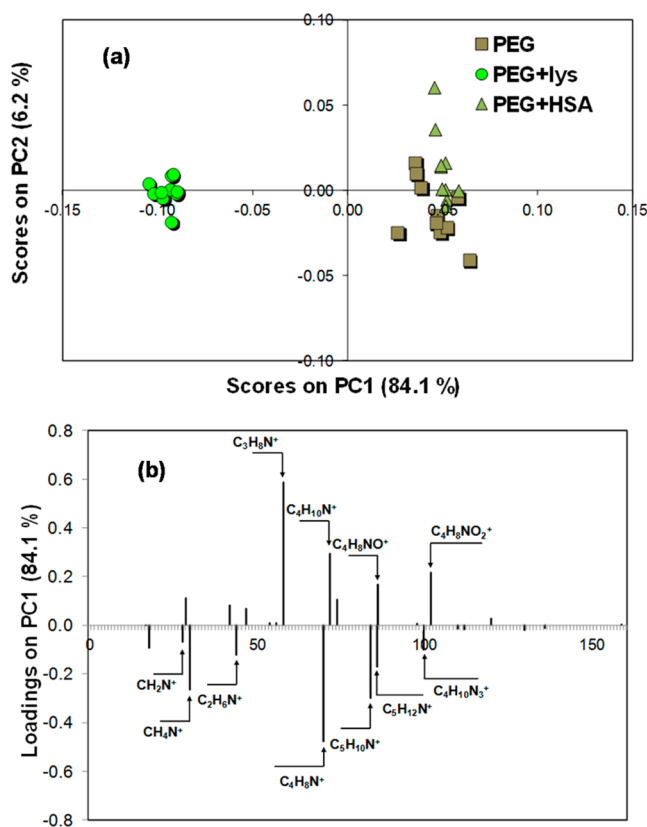 (a)
0.10
PEG
PEG+lys
PEG+HSA
0.05
0.00
-0.15
-0.10
-0.05
0.00
0.05
0.10
0.15
-0.05
-0.10
Scores on PC2 (6.2 %)
Scores on PC1 (84.1 %)
(b)
0.8
0.6
0.4
0.2
0.0
-0.2
-0.4
-0.6
-0.8
Loadings on PC1 (84.1 %)
C₃H₈N⁺
C₄H₁₀N⁺
C₄H₈NO⁺
C₄H₈NO₂⁺
0
50
100
150
CH₂N⁺
C₂H₆N⁺
CH₄N⁺
C₄H₈N⁺
C₅H₁₀N⁺
C₅H₁₂N⁺
C₄H₁₀N₃⁺